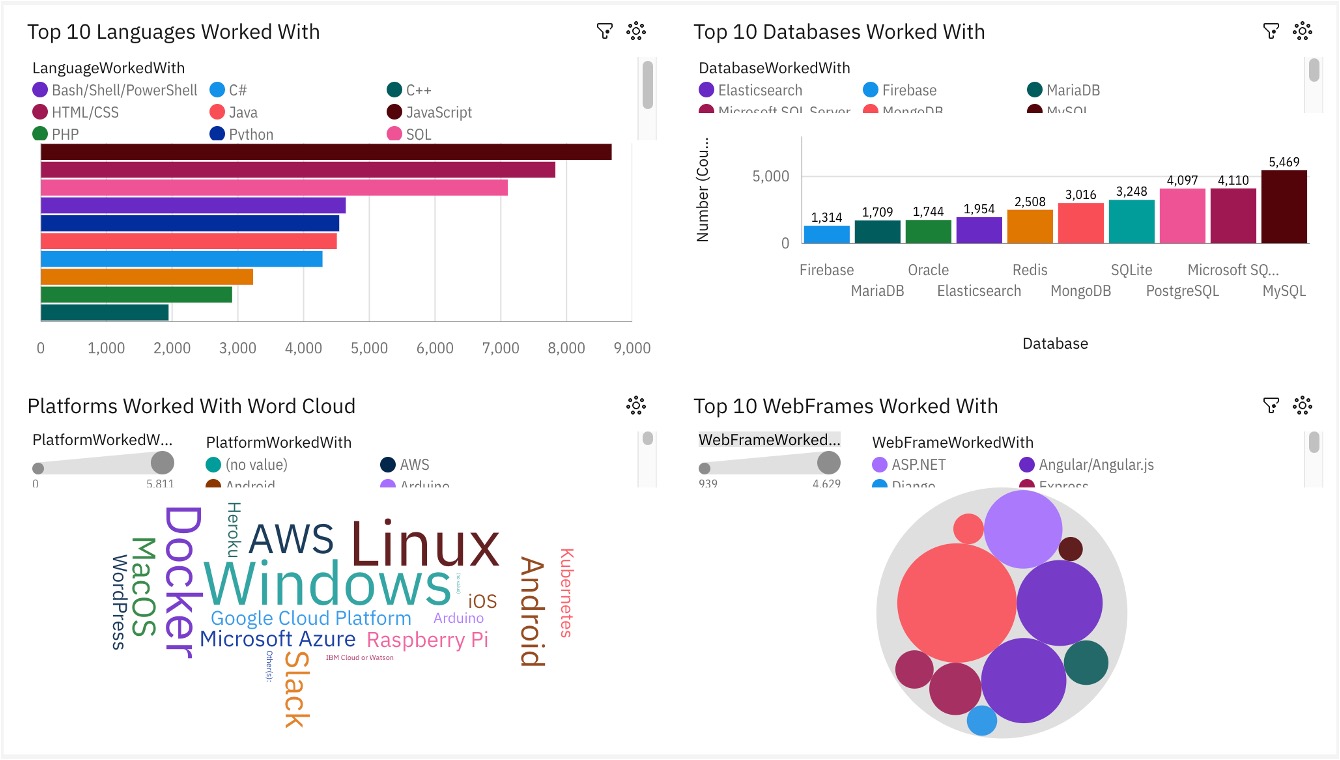 Top 10 Languages Worked With
LanguageWorkedWith
Bash/Shell/PowerShell C# C++
HTML/CSS Java JavaScript
PHP Python SQL
0 1,000 2,000 3,000 4,000 5,000 6,000 7,000 8,000 9,000
Top 10 Databases Worked With
DatabaseWorkedWith
Elasticsearch Firebase MariaDB
Microsoft SQL Server MongoDB MySQL
Number (Cou...
5,000
0
1,314 1,709 1,744 1,954 2,508 3,016 3,248 4,097 4,110 5,469
Firebase Oracle Redis SQLite Microsoft SQ...
MariaDB Elasticsearch MongoDB PostgreSQL MySQL
Database
Platforms Worked With Word Cloud
PlatformWorkedW... PlatformWorkedWith
(no value) AWS
0 5,811 Android Arduino
Docker
Heroku
AWS
Linux
MacOS
WordPress
Windows
iOS
Android
Kubernetes
Google Cloud Platform
Arduino
Microsoft Azure
Raspberry Pi
Other(s):
Slack
IBM Cloud or Watson
Top 10 WebFrames Worked With
WebFrameWorked... WebFrameWorkedWith
ASP.NET Angular/Angular.js
939 4,629 Django Express